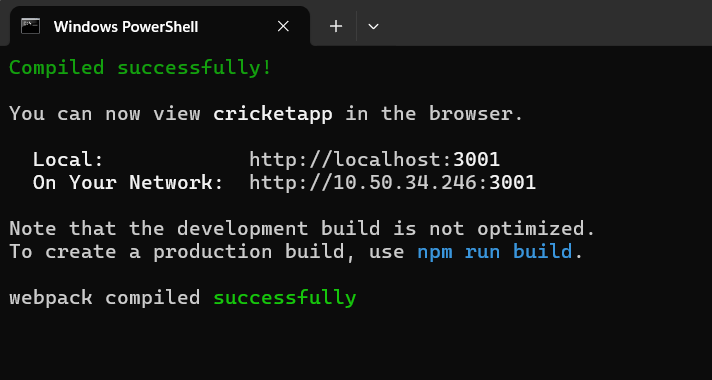 Windows PowerShell
Compiled successfully!
You can now view cricketapp in the browser.
Local: http://localhost:3001
On Your Network: http://10.50.34.246:3001
Note that the development build is not optimized.
To create a production build, use npm run build.
webpack compiled successfully